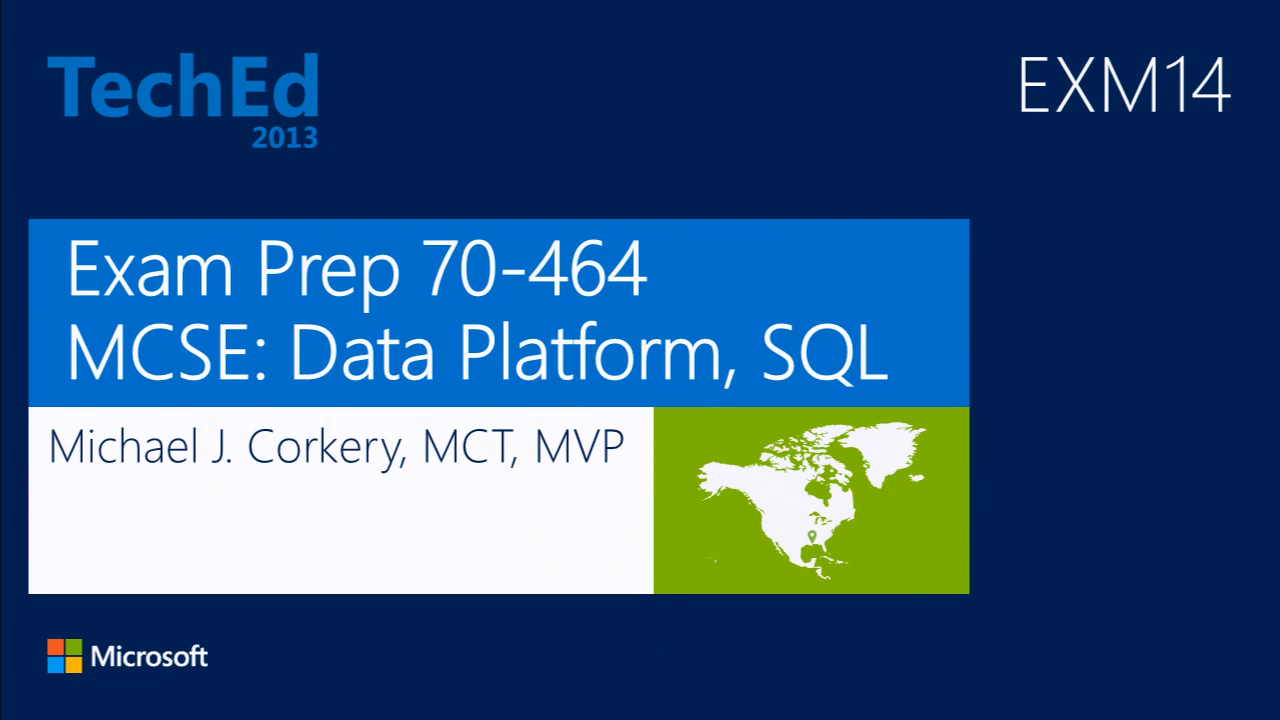 TechEd
2013
EXM14
Exam Prep 70-464
MCSE: Data Platform, SQL
Michael J. Corkery, MCT, MVP
Microsoft